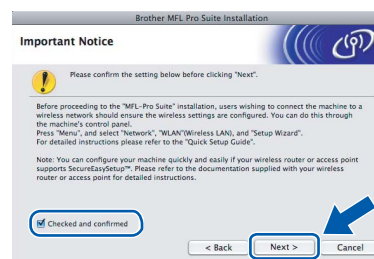 Brother MFL Pro Suite Installation
Important Notice
Please confirm the setting below before clicking "Next".
Before proceeding to the "MFL-Pro Suite" installation, users wishing to connect the machine to a
wireless network should ensure the wireless settings are configured. You can do this through
the machine's control panel.
Press "Menu", and select "Network", "WLAN"(Wireless LAN), and "Setup Wizard".
For detailed instructions please refer to the "Quick Setup Guide".
Note: You can configure your machine quickly and easily if your wireless router or access point
supports SecureEasySetup™. Please refer to the documentation supplied with your wireless
router or access point for detailed instructions.
Checked and confirmed
< Back Next > Cancel